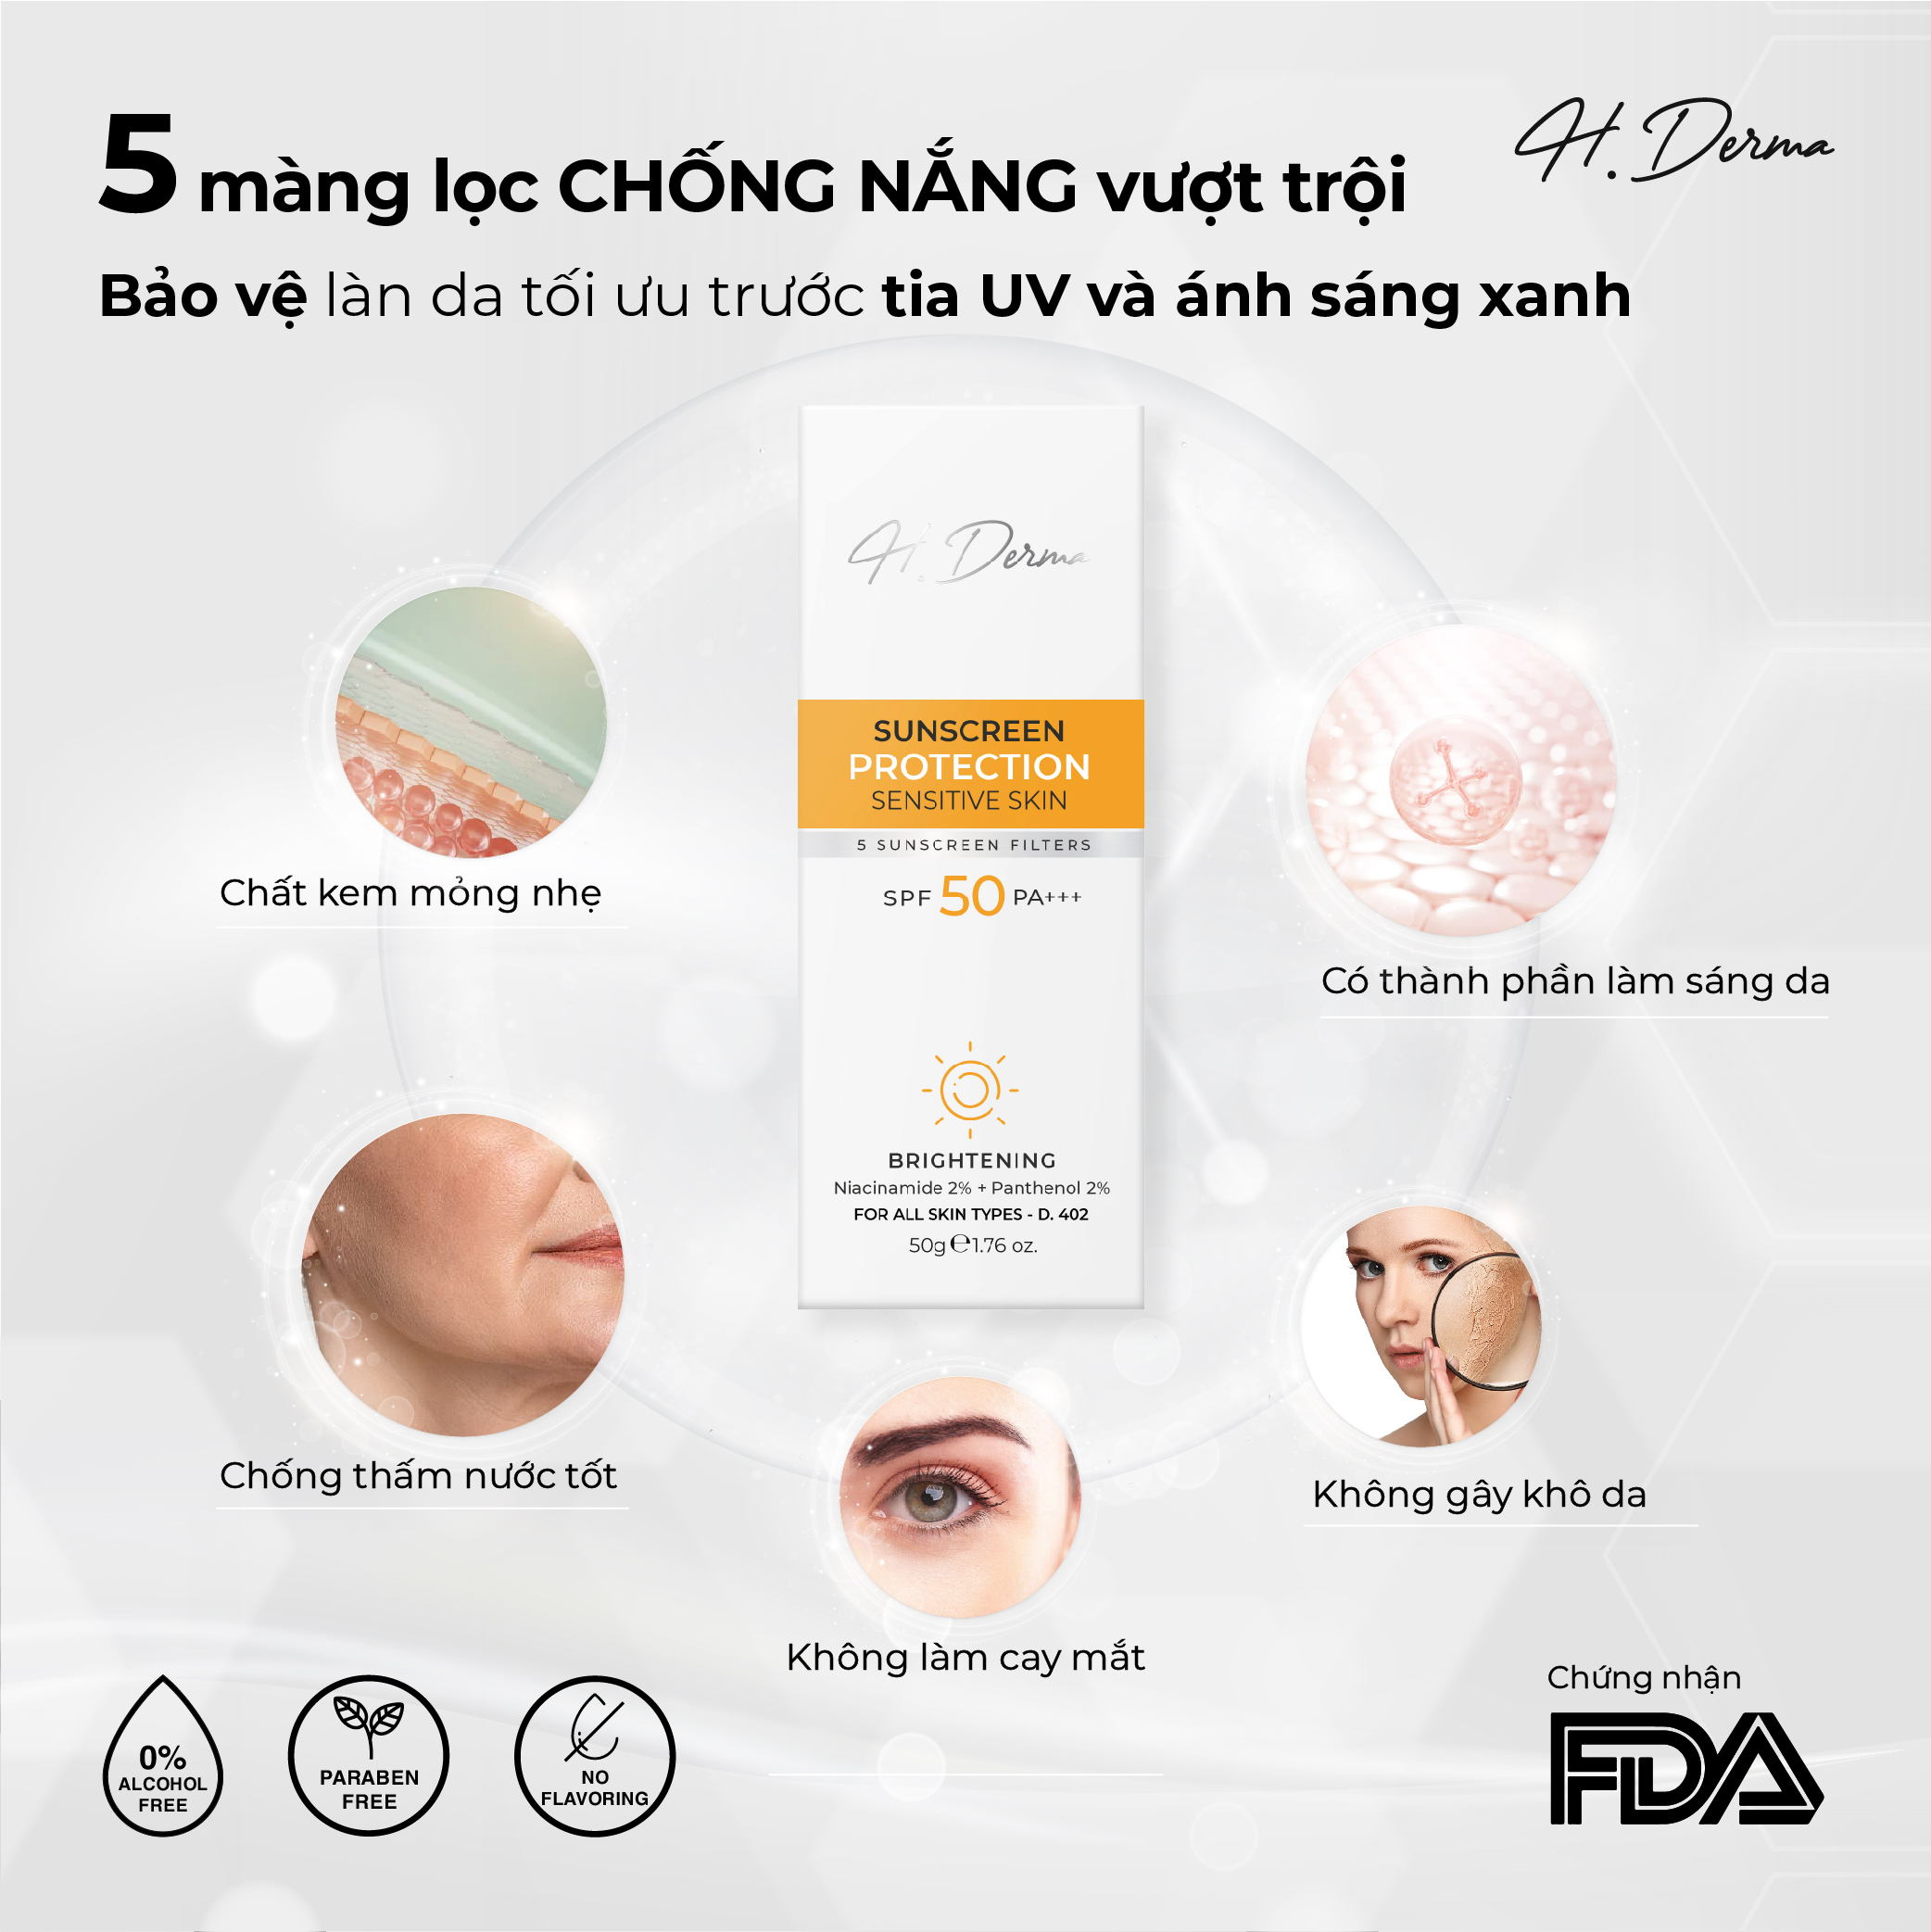 5 màng lọc CHỐNG NẮNG vượt trội
H. Derma
Bảo vệ làn da tối ưu trước tia UV và ánh sáng xanh
H. Derma
SUNSCREEN
PROTECTION
SENSITIVE SKIN
5 SUNSCREEN FILTERS
SPF 50 PA+++
BRIGHTENING
Niacinamide 2% + Panthenol 2%
FOR ALL SKIN TYPES - D. 402
50g ℮ 1.76 oz.
Chất kem mỏng nhẹ
Có thành phần làm sáng da
Chống thấm nước tốt
Không gây khô da
Không làm cay mắt
0%
ALCOHOL
FREE
PARABEN
FREE
NO
FLAVORING
Chứng nhận
FDA